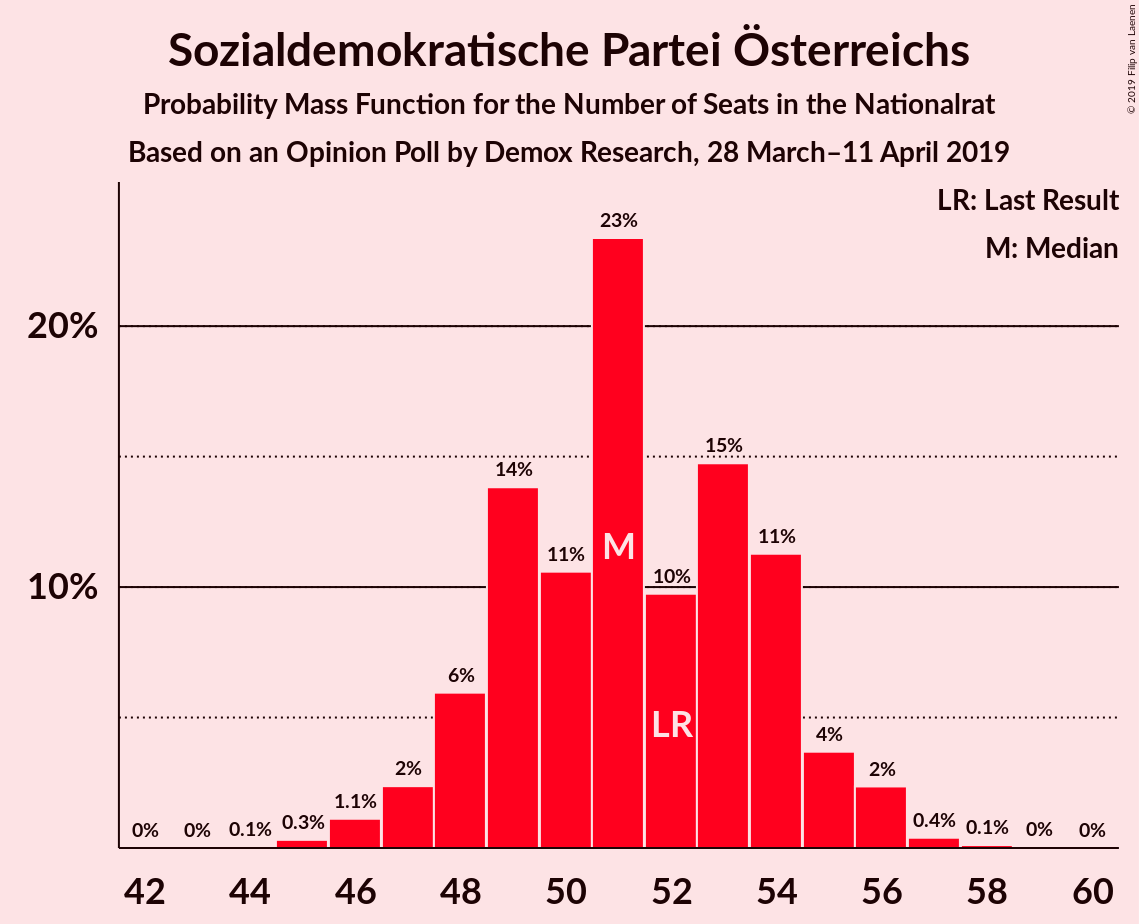 Sozialdemokratische Partei Österreichs
Probability Mass Function for the Number of Seats in the Nationalrat
Based on an Opinion Poll by Demox Research, 28 March–11 April 2019
© 2019 Filip van Laenen
LR: Last Result
M: Median
20%
10%
0%
0%
0.1%
0.3%
1.1%
2%
6%
14%
11%
23%
10%
15%
11%
4%
2%
0.4%
0.1%
0%
0%
M
LR
42 44 46 48 50 52 54 56 58 60